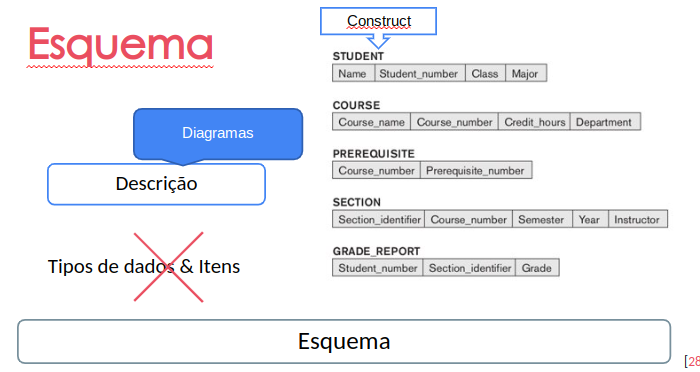 Esquema
Construct
STUDENT
Name Student_number Class Major
COURSE
Course_name Course_number Credit_hours Department
PREREQUISITE
Course_number Prerequisite_number
SECTION
Section_identifier Course_number Semester Year Instructor
GRADE_REPORT
Student_number Section_identifier Grade
Diagramas
Descrição
Tipos de dados & Itens
Esquema
[28